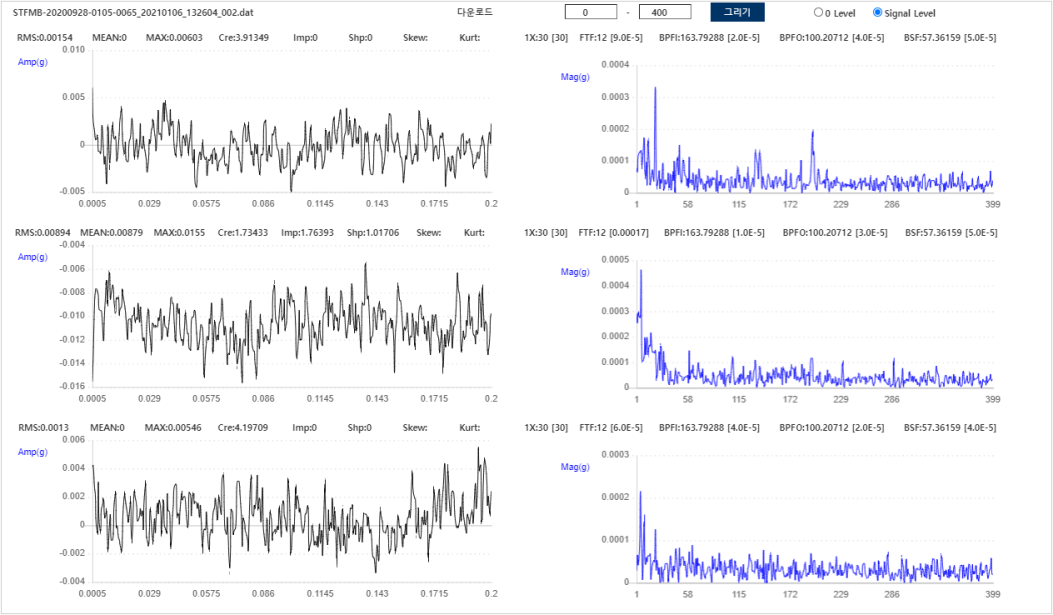 STFMB-20200928-0105-0065_20210106_132604_002.dat 다운로드 0 - 400 그리기 0 Level Signal Level
RMS:0.00154 MEAN:0 MAX:0.00603 Cre:3.91349 Imp:0 Shp:0 Skew: Kurt: 1X:30 [30] FTF:12 [9.0E-5] BPFI:163.79288 [2.0E-5] BPFO:100.20712 [4.0E-5] BSF:57.36159 [5.0E-5]
Amp(g)
0.010
0.005
0
-0.005
0.0005 0.029 0.0575 0.086 0.1145 0.143 0.1715 0.2
Mag(g)
0.0004
0.0003
0.0002
0.0001
0
1 58 115 172 229 286 399
RMS:0.00894 MEAN:0.00879 MAX:0.0155 Cre:1.73433 Imp:1.76393 Shp:1.01706 Skew: Kurt: 1X:30 [30] FTF:12 [0.00017] BPFI:163.79288 [1.0E-5] BPFO:100.20712 [3.0E-5] BSF:57.36159 [5.0E-5]
Amp(g)
-0.004
-0.006
-0.008
-0.010
-0.012
-0.014
-0.016
0.0005 0.029 0.0575 0.086 0.1145 0.143 0.1715 0.2
Mag(g)
0.0005
0.0004
0.0003
0.0002
0.0001
0
1 58 115 172 229 286 399
RMS:0.0013 MEAN:0 MAX:0.00546 Cre:4.19709 Imp:0 Shp:0 Skew: Kurt: 1X:30 [30] FTF:12 [6.0E-5] BPFI:163.79288 [4.0E-5] BPFO:100.20712 [2.0E-5] BSF:57.36159 [4.0E-5]
Amp(g)
0.006
0.004
0.002
0
-0.002
-0.004
0.0005 0.029 0.0575 0.086 0.1145 0.143 0.1715 0.2
Mag(g)
0.0003
0.0002
0.0001
0
1 58 115 172 229 286 399